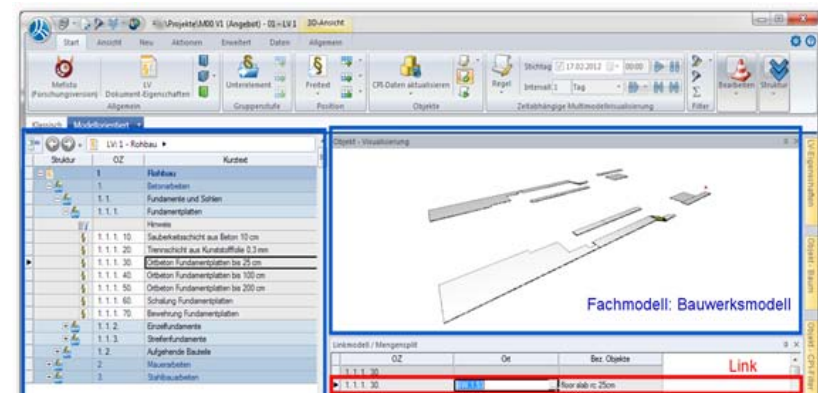 \Projekte\M00 V1 (Angebot) - 01 - LV 1
3D-Ansicht
Start Ansicht Neu Aktionen Erweitert Daten Allgemein
Mefisto (Forschungsversion)
LV Dokument-Eigenschaften
Unterelement
Freitext
CPI-Daten aktualisieren
Regel
Stichtag 17.02.2012 00:00
Intervall 1 Tag
Bearbeiten Struktur
Allgemein Gruppenstufe Position Objekte Zeitabhängige Multimodellvisualisierung Filter
Klassisch Modellorientiert
LV: 1 - Rohbau
Struktur OZ Kurztext
1 Rohbau
1. Betonarbeiten
1. 1. Fundamente und Sohlen
1. 1. 1. Fundamentplatten
Hinweis
1. 1. 1. 10. Sauberkeitsschicht aus Beton 10 cm
1. 1. 1. 20. Trennschicht aus Kunststofffolie 0,3 mm
1. 1. 1. 30. Ortbeton Fundamentplatten bis 25 cm
1. 1. 1. 40. Ortbeton Fundamentplatten bis 100 cm
1. 1. 1. 50. Ortbeton Fundamentplatten bis 200 cm
1. 1. 1. 60. Schalung Fundamentplatten
1. 1. 1. 70. Bewehrung Fundamentplatten
1. 1. 2. Einzelfundamente
1. 1. 3. Streifenfundamente
1. 2. Aufgehende Bauteile
2. Mauerarbeiten
3. Stahlbauarbeiten
Objekt - Visualisierung
Fachmodell: Bauwerksmodell
Linkmodell / Mengensplit
OZ Ort Bez. Objekte
1. 1. 1. 30.
Link
1. 1. 1. 30. floor slab rc 25cm
LV-Eigenschaften
Objekt - Baum
Objekt - CPI-Filter